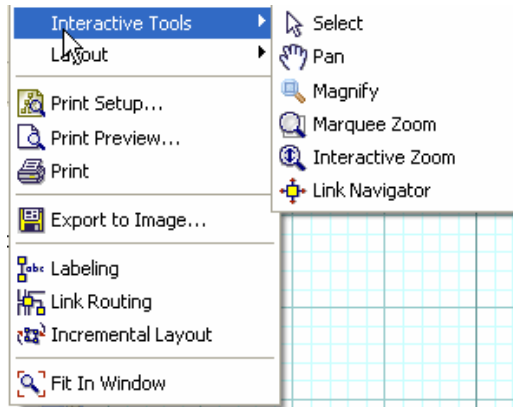 Interactive Tools
Layout
Print Setup...
Print Preview...
Print
Export to Image...
abc Labeling
Link Routing
Incremental Layout
Fit In Window
Select
Pan
Magnify
Marquee Zoom
Interactive Zoom
Link Navigator